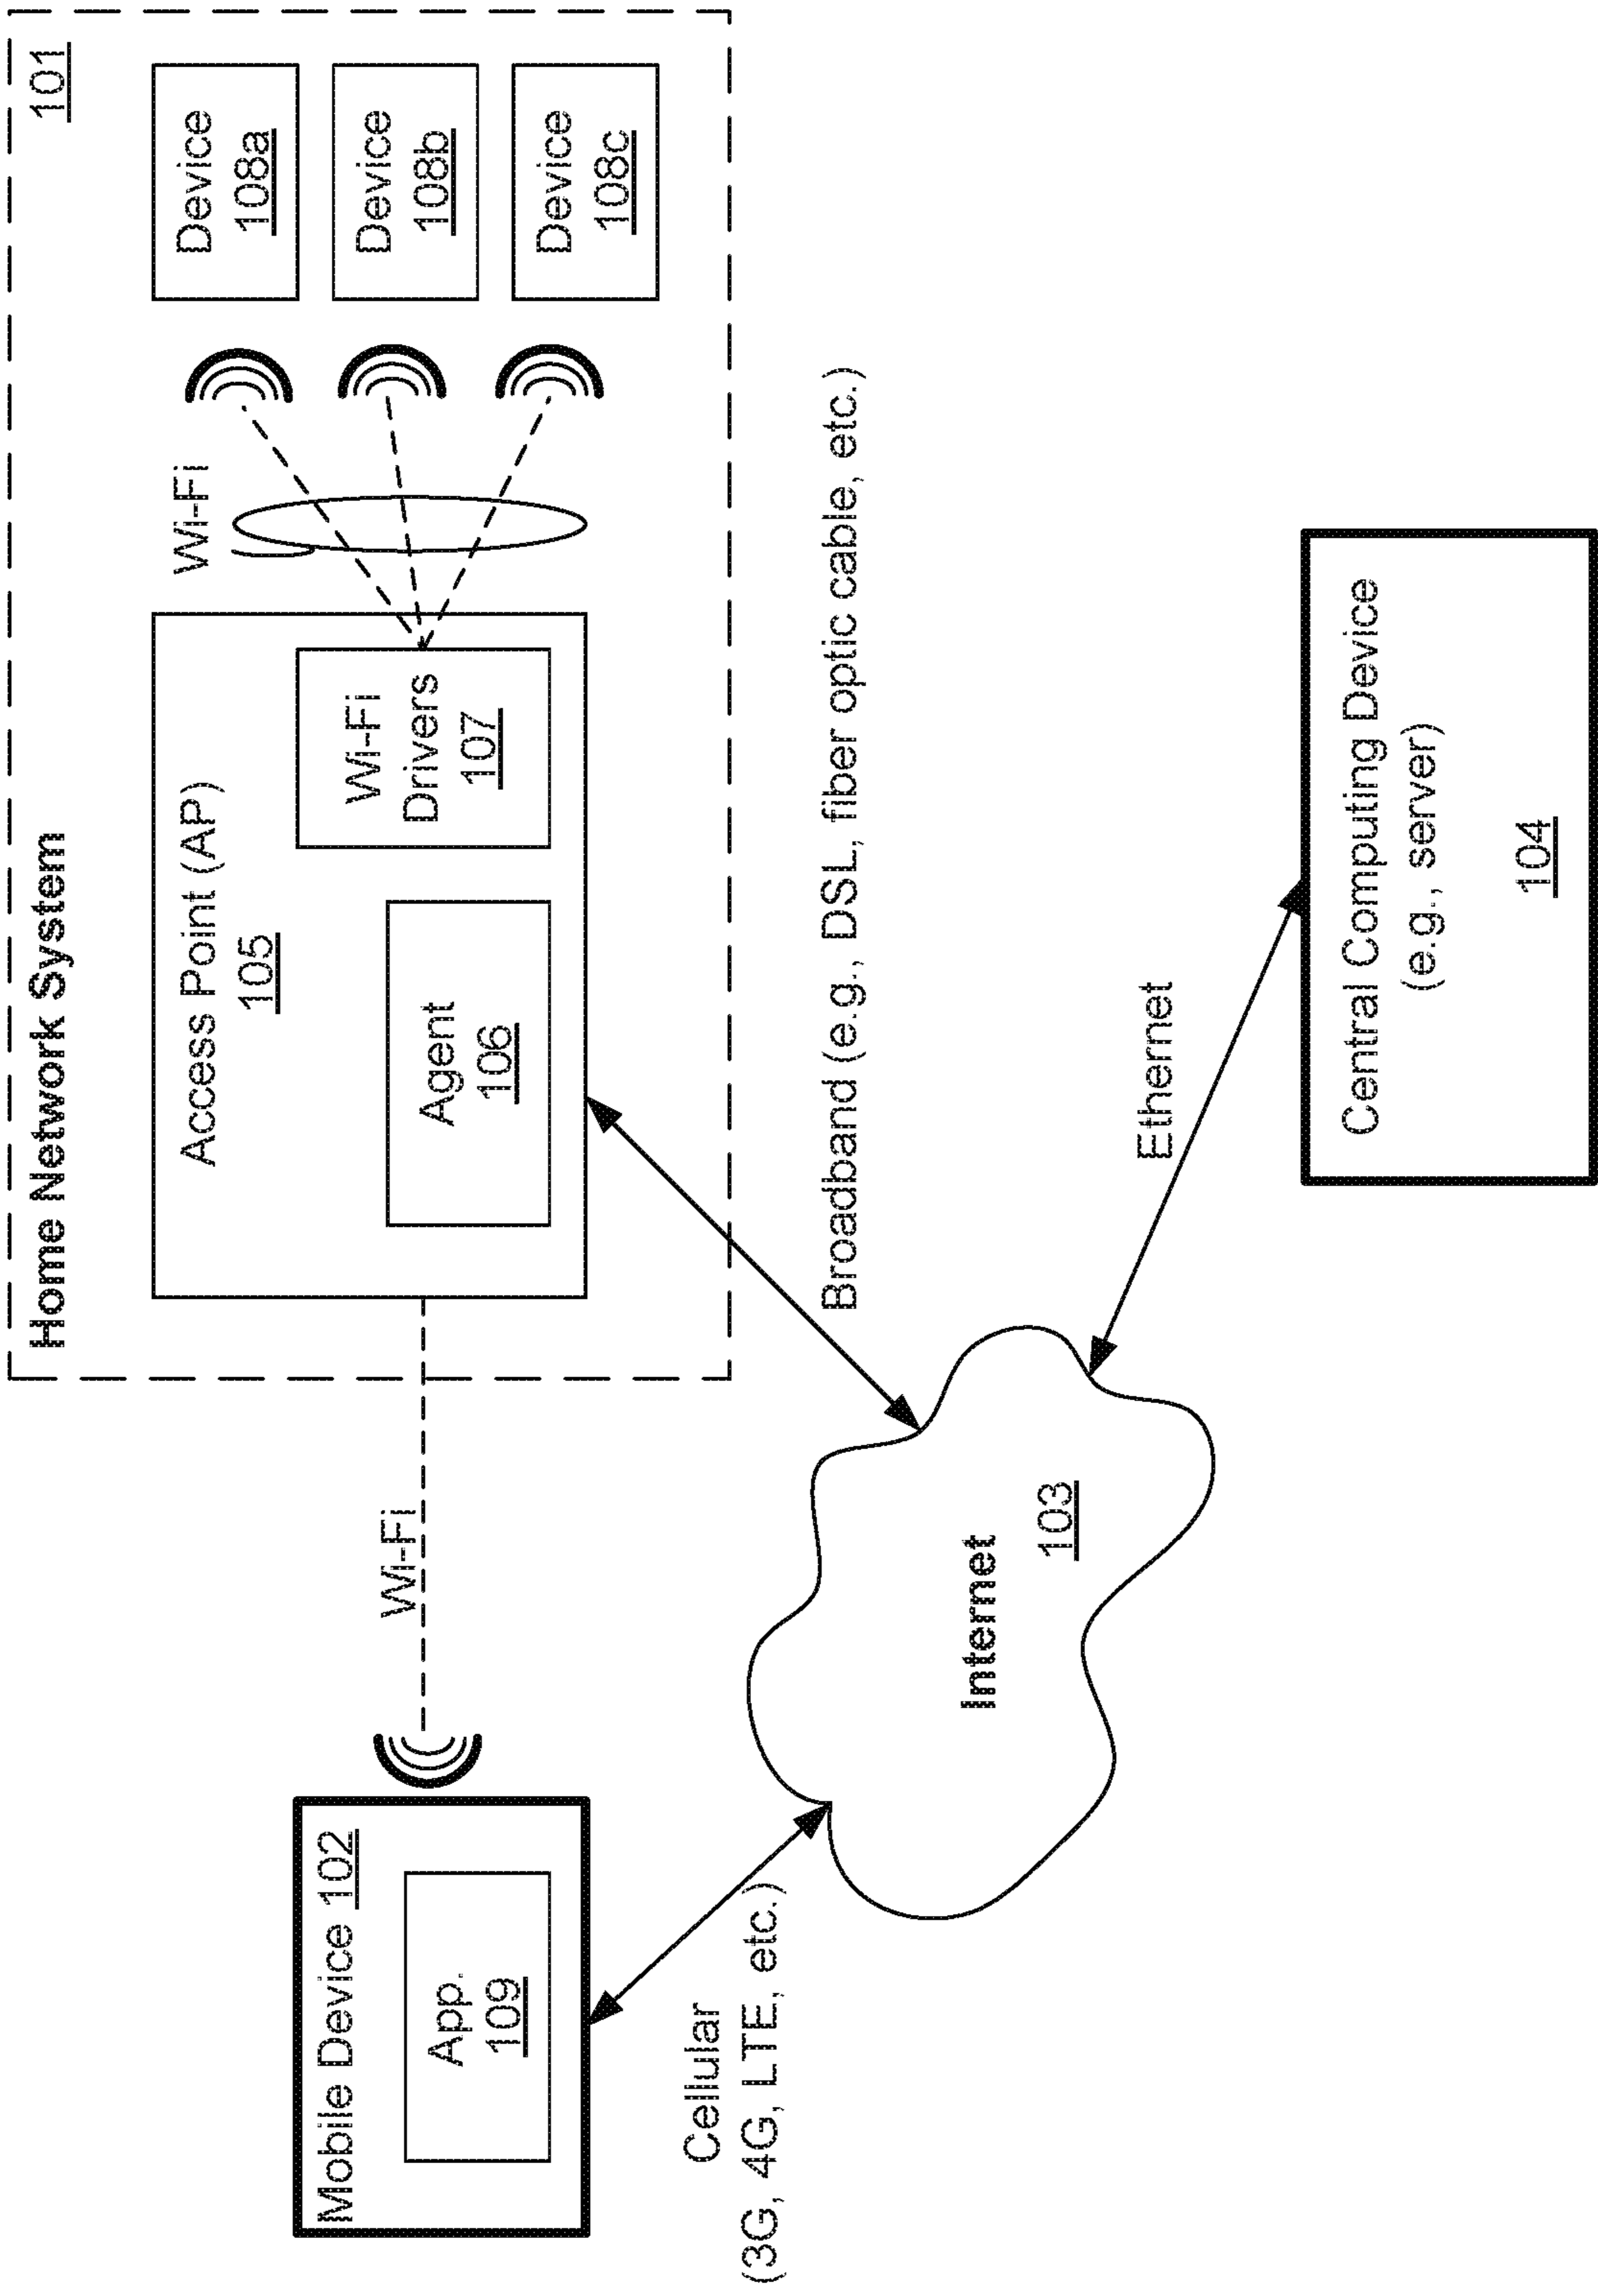 Home Network System
101
Access Point (AP)
105
Agent
106
Wi-Fi
Drivers
107
Wi-Fi
Device
108a
Device
108b
Device
108c
Wi-Fi
Mobile Device 102
App.
109
Cellular
(3G, 4G, LTE, etc.)
Broadband (e.g., DSL, fiber optic cable, etc.)
Internet
103
Ethernet
Central Computing Device
(e.g., server)
104